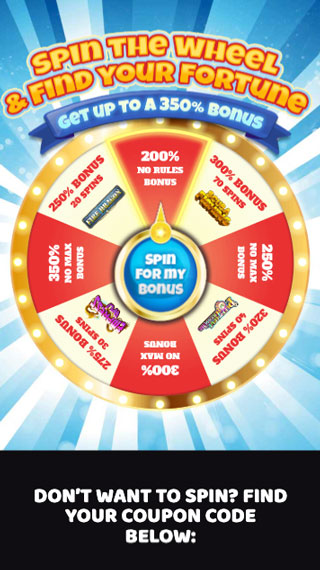 SPIN THE WHEEL
& FIND YOUR FORTUNE
GET UP TO A 350% BONUS
200%
NO RULES
BONUS
300% BONUS
70 SPINS
250%
NO MAX
BONUS
320% BONUS
40 SPINS
300%
NO MAX
BONUS
275% BONUS
30 SPINS
350%
NO MAX
BONUS
250% BONUS
20 SPINS
SPIN
FOR MY
BONUS
DON'T WANT TO SPIN? FIND
YOUR COUPON CODE
BELOW: